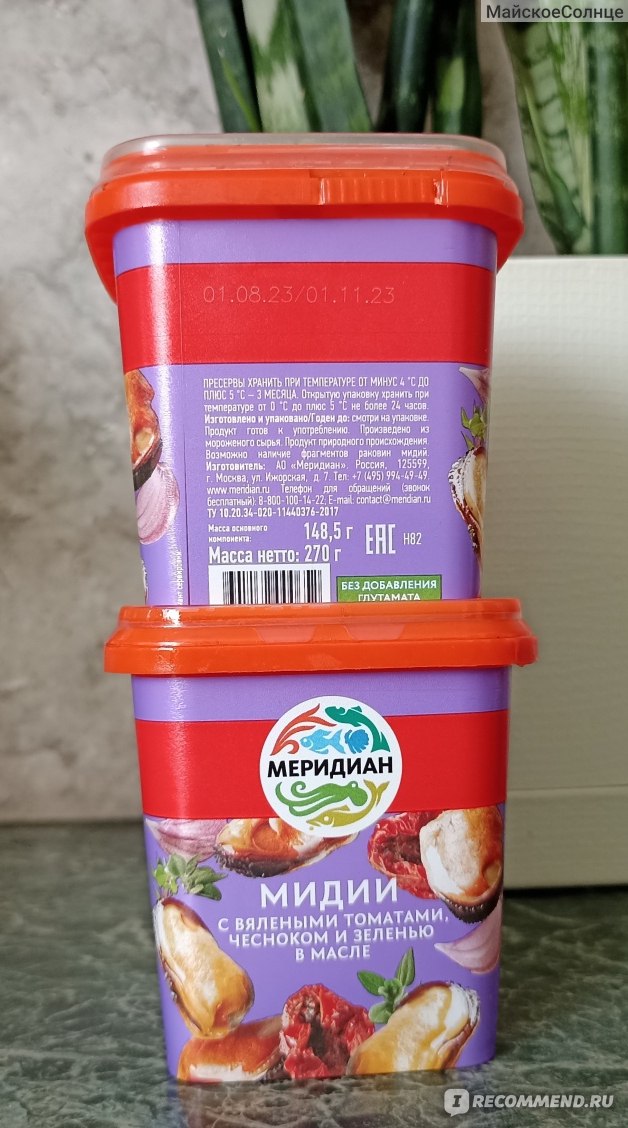 МайскоеСолнце
01.08.23/01.11.23
ПРЕСЕРВЫ ХРАНИТЬ ПРИ ТЕМПЕРАТУРЕ ОТ МИНУС 4 °С ДО
ПЛЮС 5 °С – 3 МЕСЯЦА. Открытую упаковку хранить при
температуре от 0 °С до плюс 5 °С не более 24 часов.
Изготовлено и упаковано/Годен до: смотри на упаковке.
Продукт готов к употреблению. Произведено из
мороженого сырья. Продукт природного происхождения.
Возможно наличие фрагментов раковин мидий.
Изготовитель: АО «Меридиан». Россия, 125599,
г. Москва, ул. Ижорская, д. 7. Тел.: +7 (495) 994-49-49,
www.meridian.ru Телефон для обращений (звонок
бесплатный): 8-800-100-14-22; E-mail: contact@meridian.ru
ТУ 10.20.34-020-11440376-2017
Масса основного
компонента: 148,5 г
Масса нетто: 270 г
EAC H82
БЕЗ ДОБАВЛЕНИЯ
ГЛУТАМАТА
МЕРИДИАН
МИДИИ
С ВЯЛЕНЫМИ ТОМАТАМИ,
ЧЕСНОКОМ И ЗЕЛЕНЬЮ
В МАСЛЕ
IRECOMMEND.RU